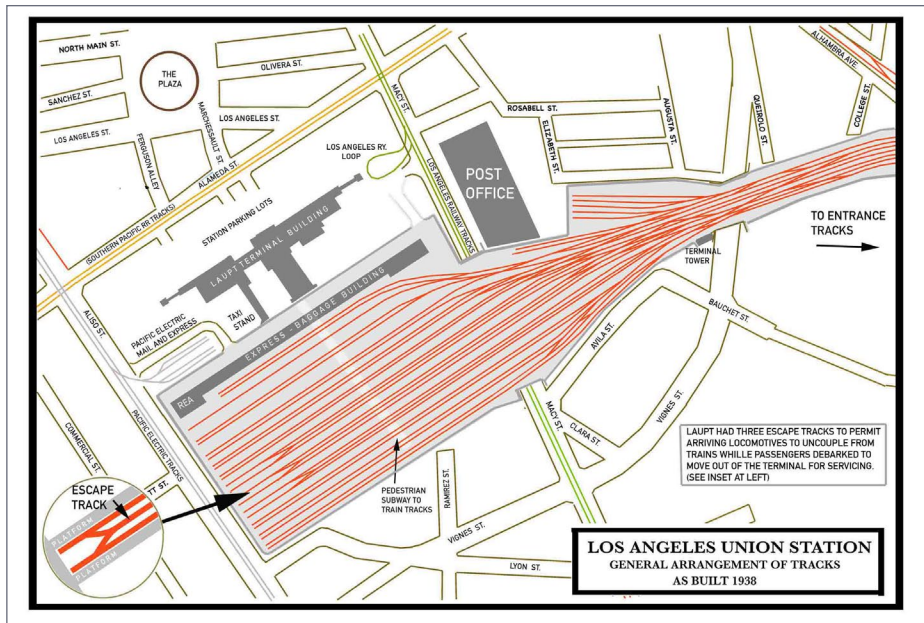 NORTH MAIN ST.
OLIVERA ST.
THE
PLAZA
SANCHEZ ST.
LOS ANGELES ST.
MARCHESSAULT ST.
LOS ANGELES ST.
FERGUSON ALLEY
ALAMEDA ST.
(SOUTHERN PACIFIC RR TRACKS)
MACY ST.
LOS ANGELES RY.
LOOP
LOS ANGELES RAILWAY TRACKS
POST
OFFICE
ROSABELL ST.
ELIZABETH ST.
AUGUSTA ST.
QUEIROLO ST.
ALHAMBRA AVE.
COLLEGE ST.
STATION PARKING LOTS
LAUPT TERMINAL BUILDING
TAXI
STAND
EXPRESS - BAGGAGE BUILDING
REA
PACIFIC ELECTRIC
MAIL AND EXPRESS
ALISO ST.
PACIFIC ELECTRIC TRACKS
COMMERCIAL ST.
TT ST.
TO ENTRANCE
TRACKS
TERMINAL
TOWER
BAUCHET ST.
AVILA ST.
VIGNES ST.
MACY ST.
CLARA ST.
PEDESTRIAN
SUBWAY TO
TRAIN TRACKS
RAMIREZ ST.
VIGNES ST.
LYON ST.
ESCAPE
TRACK
PLATFORM
PLATFORM
LAUPT HAD THREE ESCAPE TRACKS TO PERMIT
ARRIVING LOCOMOTIVES TO UNCOUPLE FROM
TRAINS WHILLE PASSENGERS DEBARKED TO
MOVE OUT OF THE TERMINAL FOR SERVICING.
(SEE INSET AT LEFT)
LOS ANGELES UNION STATION
GENERAL ARRANGEMENT OF TRACKS
AS BUILT 1938